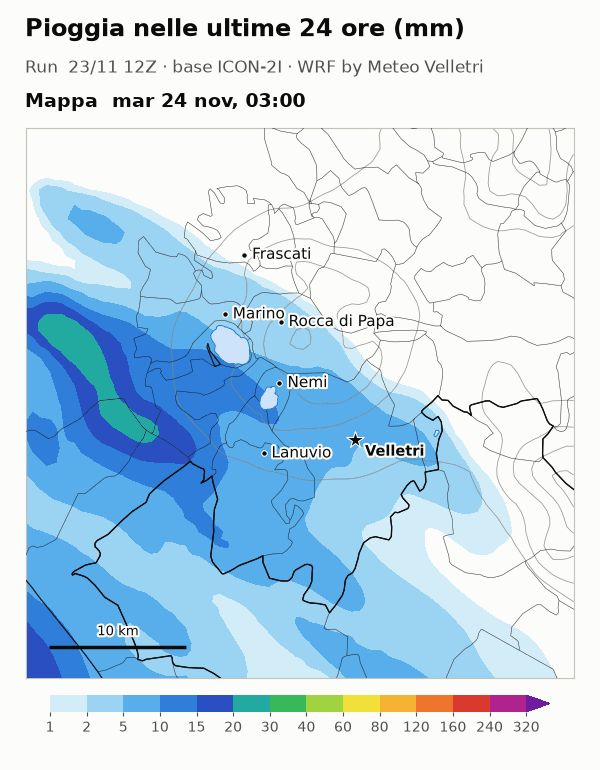 Pioggia nelle ultime 24 ore (mm)
Run  23/11 12Z · base ICON-2I · WRF by Meteo Velletri
Mappa  mar 24 nov, 03:00
Frascati
Marino
Rocca di Papa
Nemi
Velletri
Lanuvio
10 km
1 2 5 10 15 20 30 40 60 80 120 160 240 320